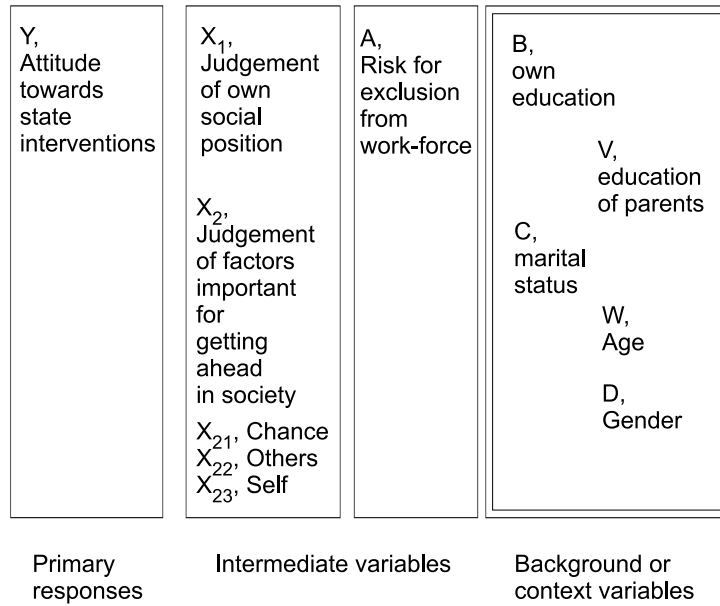 Y,
Attitude
towards
state
interventions
X1,
Judgement
of own
social
position
X2,
Judgement
of factors
important
for
getting
ahead
in society
X21, Chance
X22, Others
X23, Self
A,
Risk for
exclusion
from
work-force
B,
own
education
V,
education
of parents
C,
marital
status
W,
Age
D,
Gender
Primary
responses
Intermediate variables
Background or
context variables